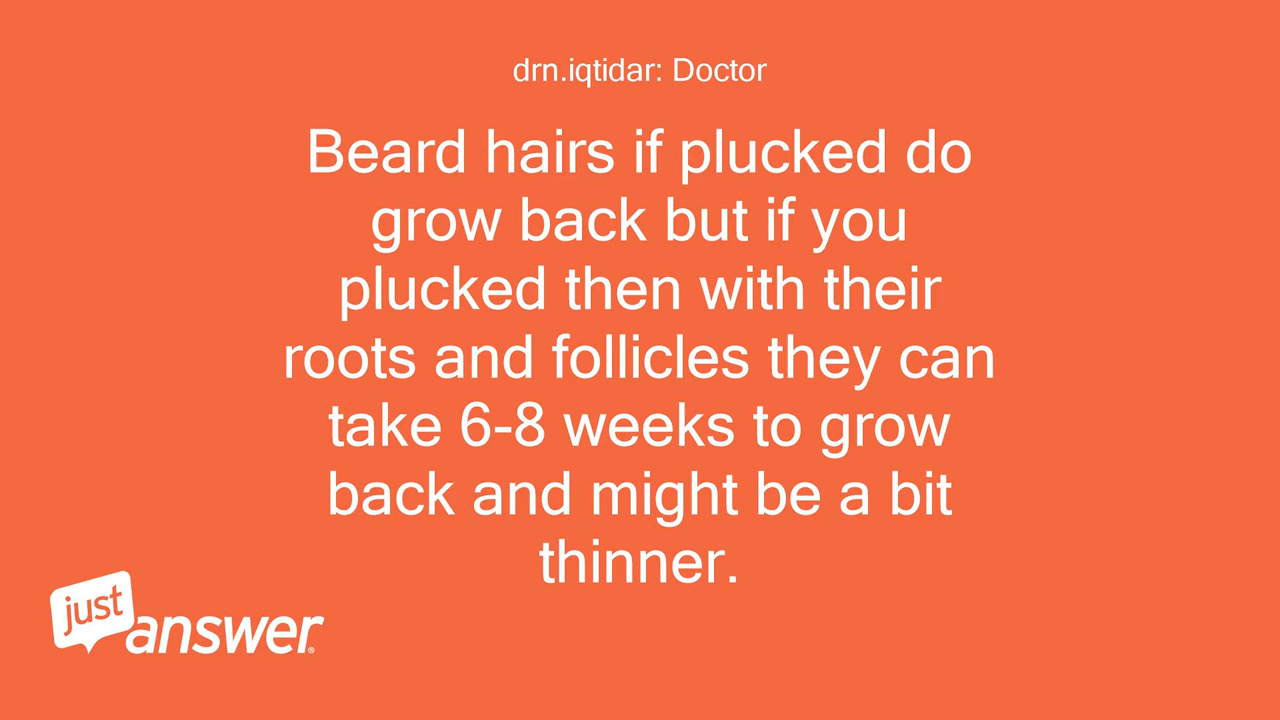 drn.iqtidar: Doctor
Beard hairs if plucked do
grow back but if you
plucked then with their
roots and follicles they can
take 6-8 weeks to grow
back and might be a bit
thinner.
just
answer®